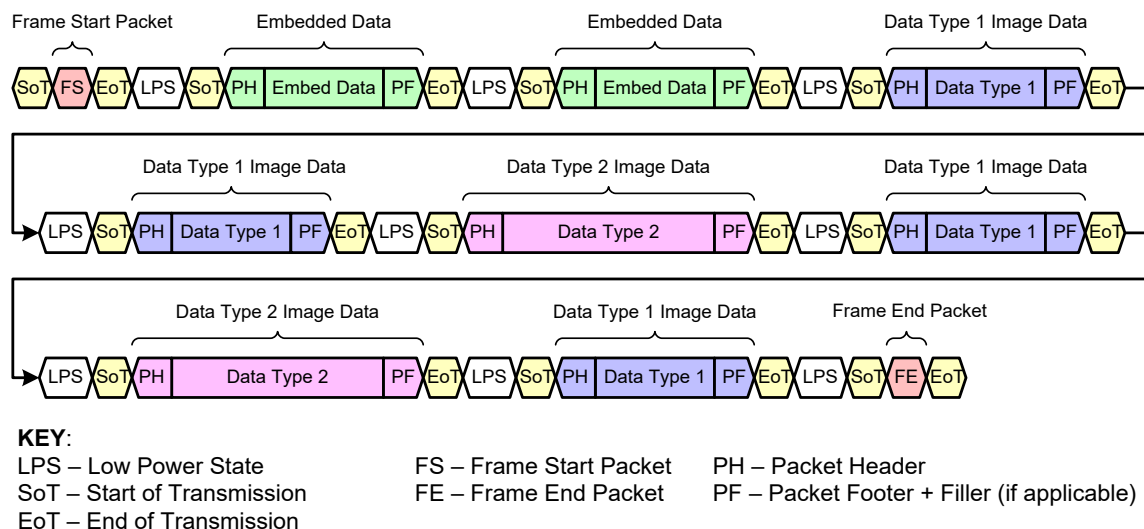 Frame Start Packet Embedded Data Embedded Data Data Type 1 Image Data
SoT FS EoT LPS SoT PH Embed Data PF EoT LPS SoT PH Embed Data PF EoT LPS SoT PH Data Type 1 PF EoT
Data Type 1 Image Data Data Type 2 Image Data Data Type 1 Image Data
LPS SoT PH Data Type 1 PF EoT LPS SoT PH Data Type 2 PF EoT LPS SoT PH Data Type 1 PF EoT
Data Type 2 Image Data Data Type 1 Image Data Frame End Packet
LPS SoT PH Data Type 2 PF EoT LPS SoT PH Data Type 1 PF EoT LPS SoT FE EoT
KEY:
LPS – Low Power State FS – Frame Start Packet PH – Packet Header
SoT – Start of Transmission FE – Frame End Packet PF – Packet Footer + Filler (if applicable)
EoT – End of Transmission